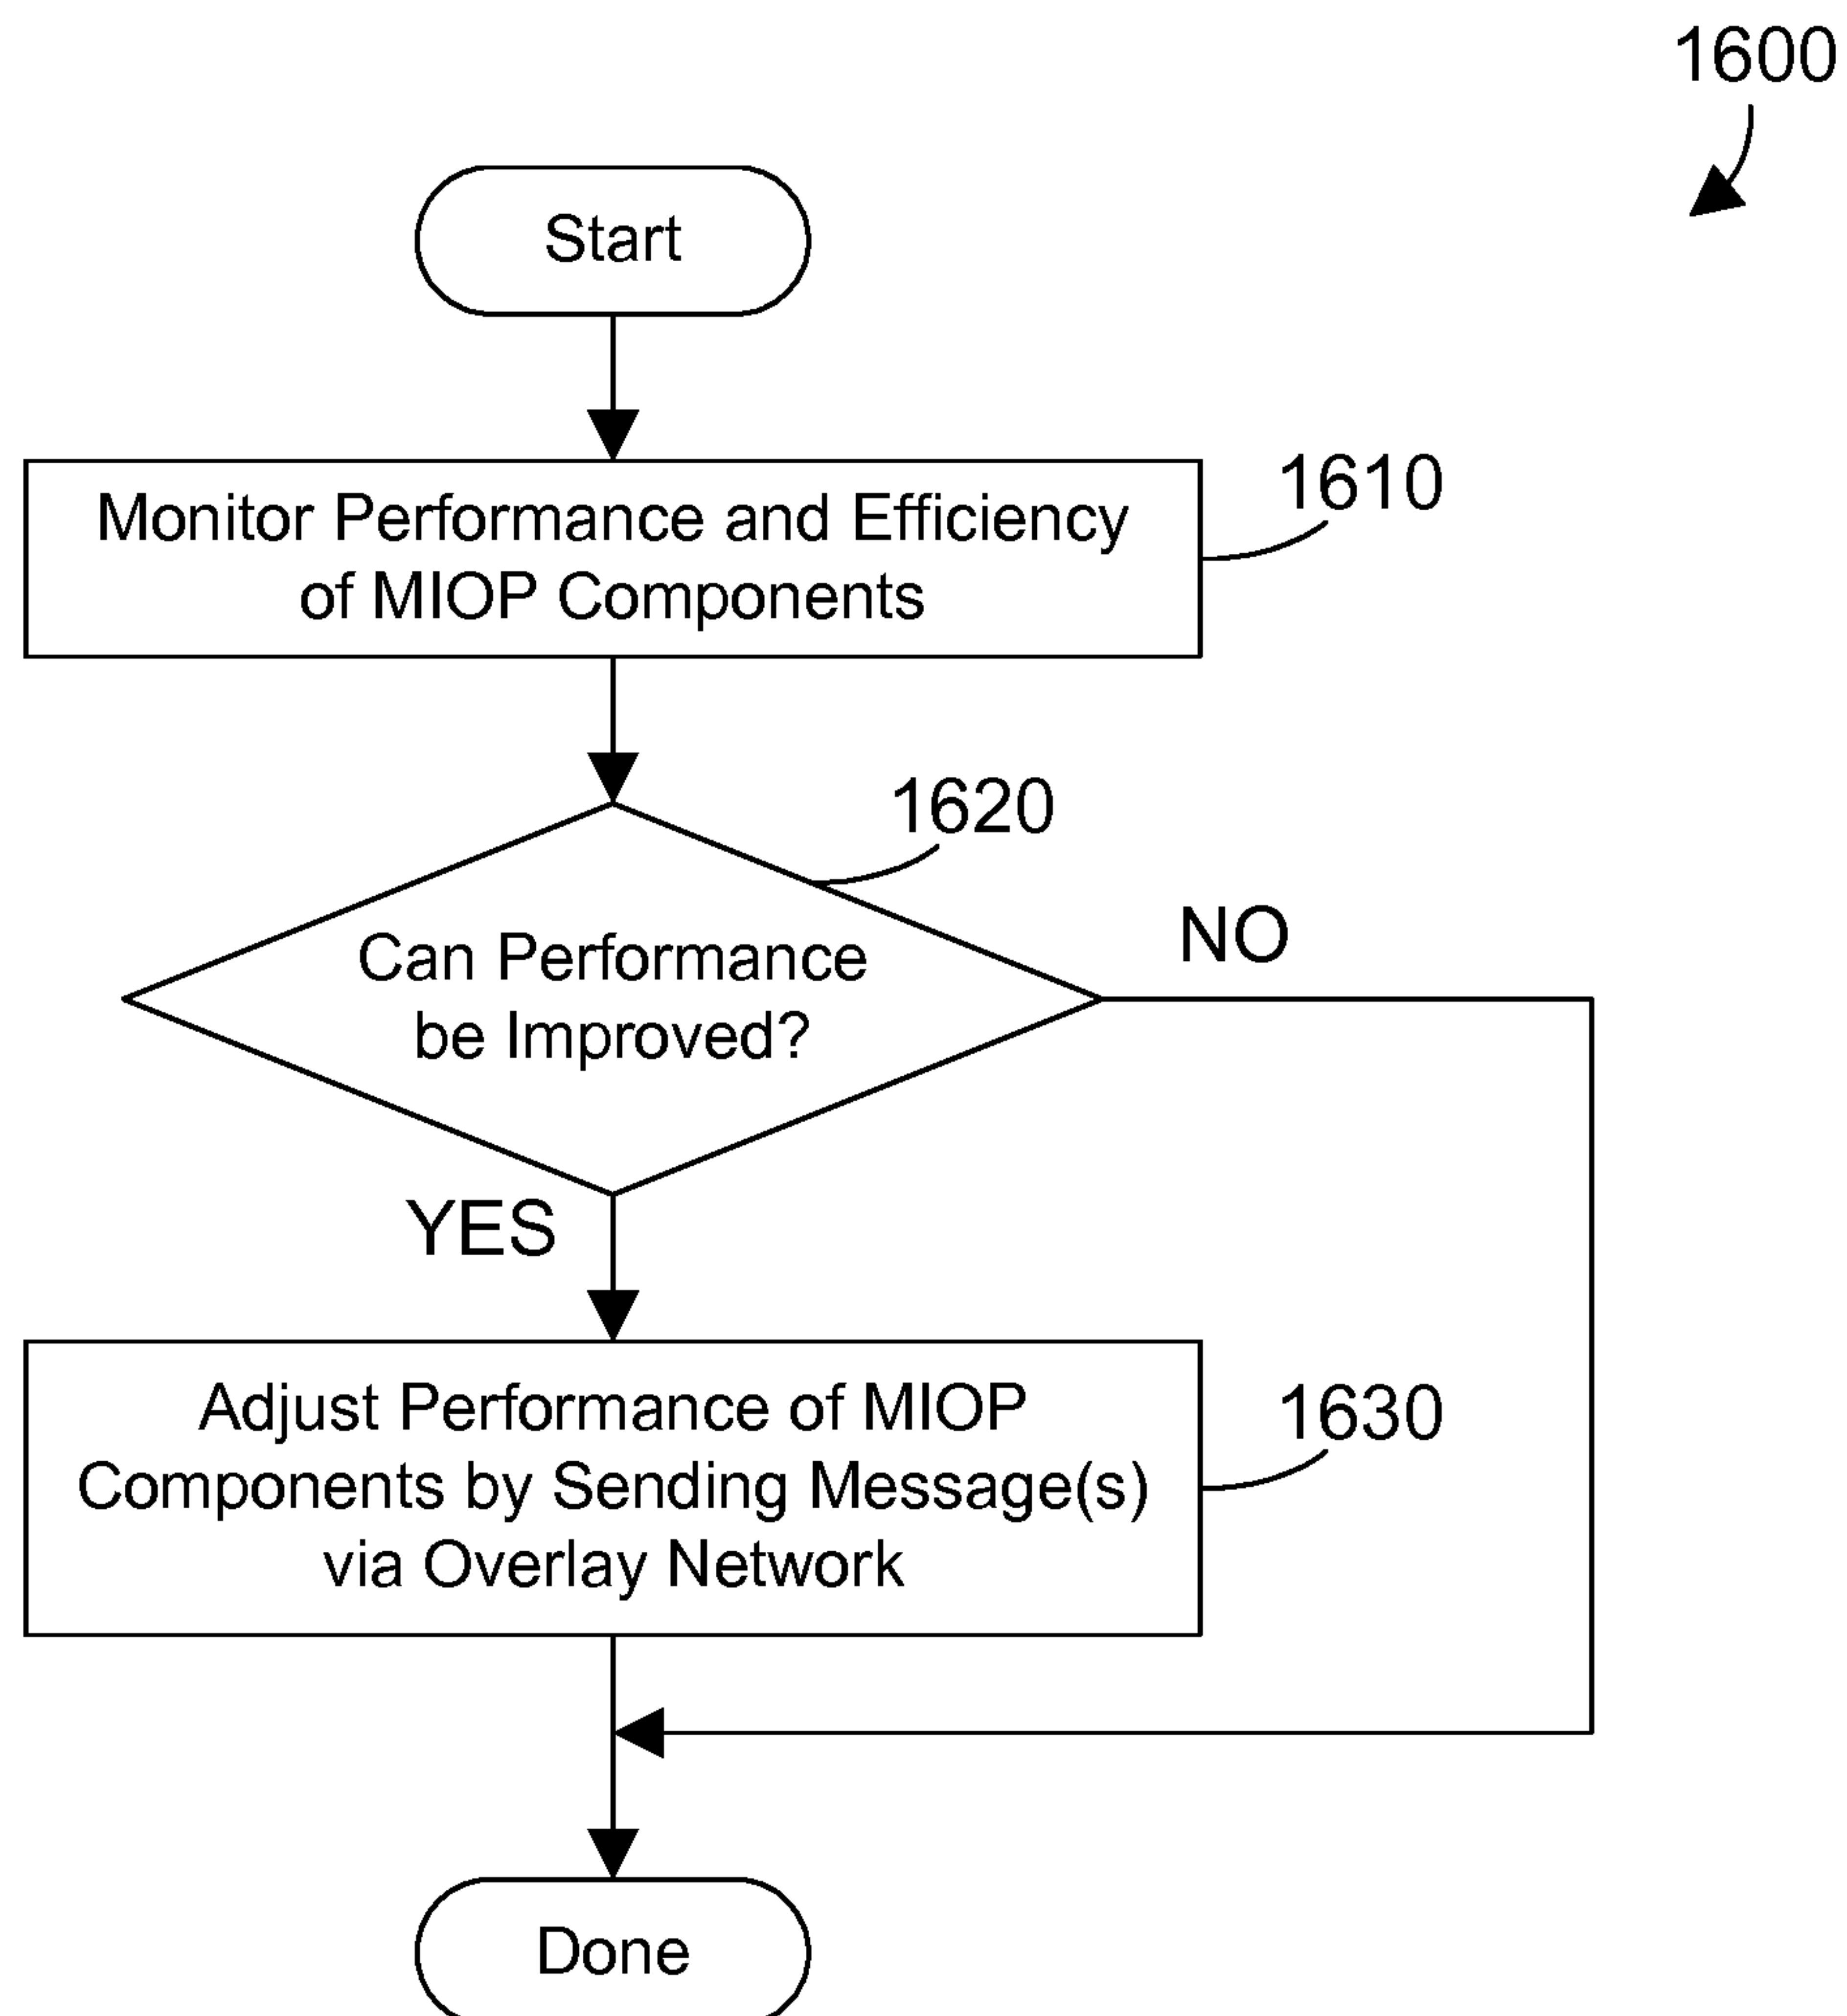 1600
Start
Monitor Performance and Efficiency
of MIOP Components
1610
1620
Can Performance
be Improved?
NO
YES
Adjust Performance of MIOP
Components by Sending Message(s)
via Overlay Network
1630
Done